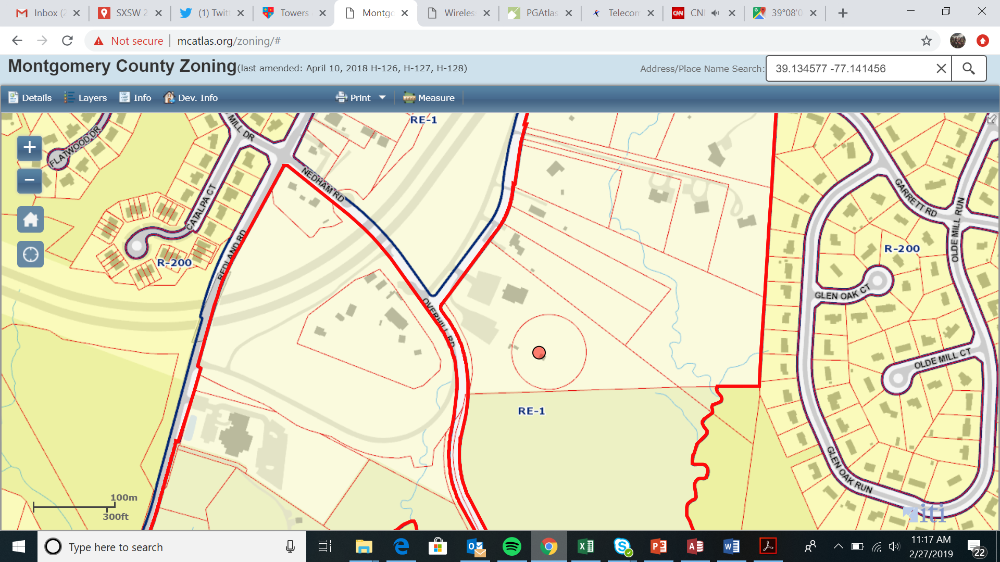 Inbox (2
SXSW 2
(1) Twit
Towers
Montgo
Wireles
PGAtlas
Telecon
CNN
CN
39°08'0
Not secure
mcatlas.org/zoning/#
Montgomery County Zoning(last amended: April 10, 2018 H-126, H-127, H-128)
Address/Place Name Search:
39.134577 -77.141456
Details
Layers
Info
Dev. Info
Print
Measure
RE-1
MILL DR
FLATWOOD DR
NEDHAM RD
CATALPA CT
REDLAND RD
R-200
OVERHILL RD
RE-1
GARRETT RD
OLDE MILL RUN
R-200
GLEN OAK CT
OLDE MILL CT
GLEN OAK RUN
100m
300ft
iti
Type here to search
11:17 AM
2/27/2019
22